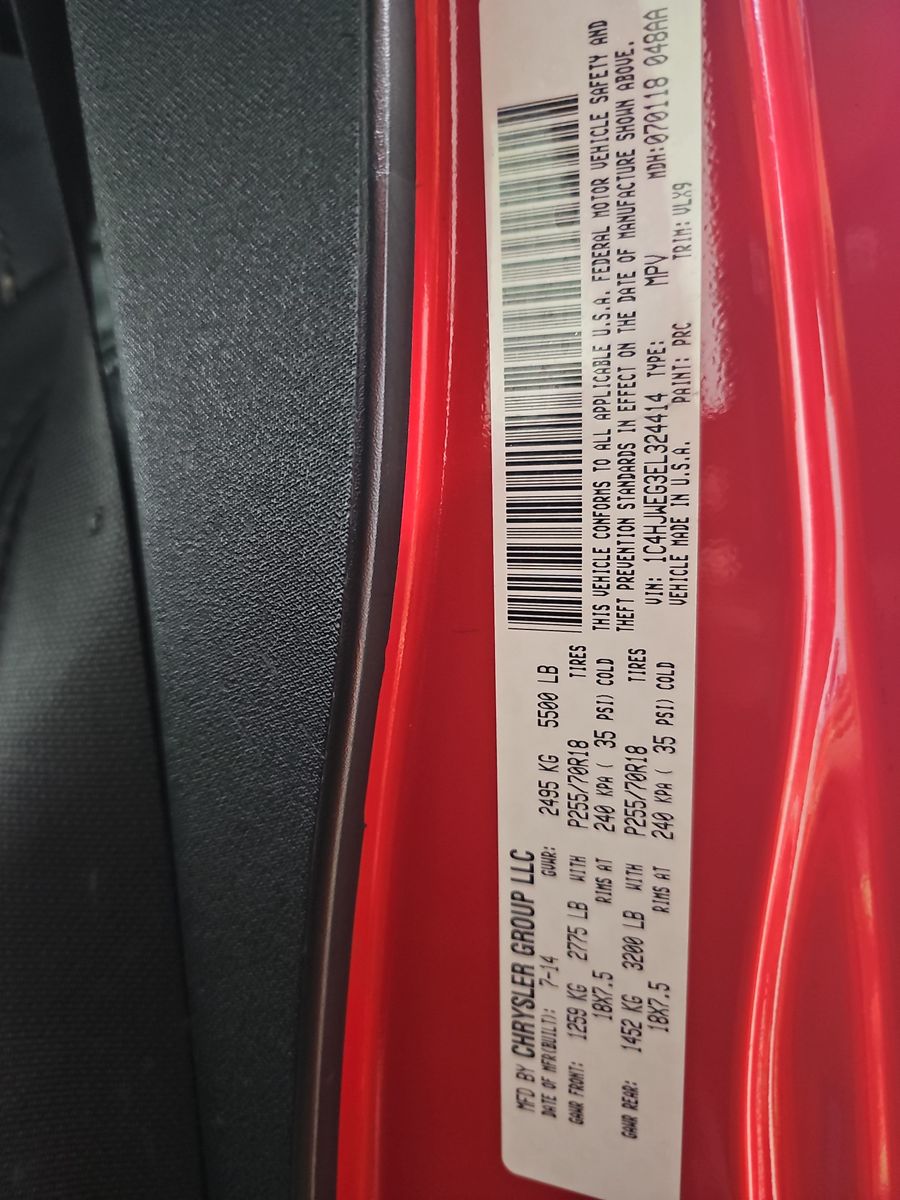 MFD BY CHRYSLER GROUP LLC
DATE OF MFR(BUILT): 7-14 GVWR: 2495 KG 5500 LB
GAWR FRONT: 1259 KG 2775 LB WITH P255/70R18 TIRES
18X7.5 RIMS AT 240 KPA ( 35 PSI) COLD
GAWR REAR: 1452 KG 3200 LB WITH P255/70R18 TIRES
18X7.5 RIMS AT 240 KPA ( 35 PSI) COLD
THIS VEHICLE CONFORMS TO ALL APPLICABLE U.S.A. FEDERAL MOTOR VEHICLE SAFETY AND
THEFT PREVENTION STANDARDS IN EFFECT ON THE DATE OF MANUFACTURE SHOWN ABOVE.
VIN: 1C4HJWEG3EL324414 TYPE: MPV MDH:070118 048AA
VEHICLE MADE IN U.S.A. PAINT: PRC TRIM: VLX9